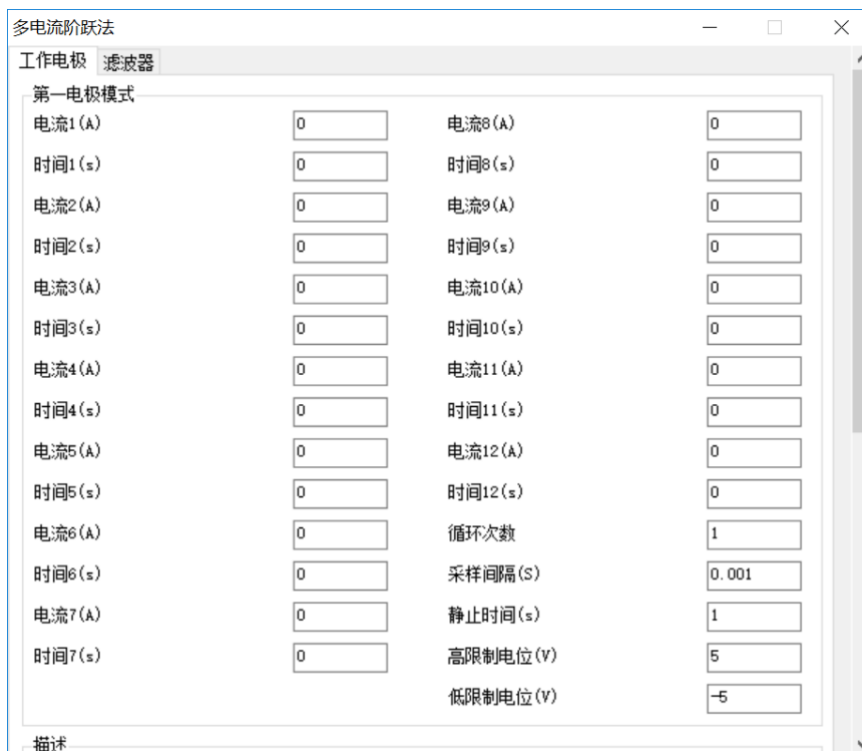 多电流阶跃法
工作电极 滤波器
第一电极模式
电流1(A) 0 电流8(A) 0
时间1(s) 0 时间8(s) 0
电流2(A) 0 电流9(A) 0
时间2(s) 0 时间9(s) 0
电流3(A) 0 电流10(A) 0
时间3(s) 0 时间10(s) 0
电流4(A) 0 电流11(A) 0
时间4(s) 0 时间11(s) 0
电流5(A) 0 电流12(A) 0
时间5(s) 0 时间12(s) 0
电流6(A) 0 循环次数 1
时间6(s) 0 采样间隔(S) 0.001
电流7(A) 0 静止时间(s) 1
时间7(s) 0 高限制电位(V) 5
低限制电位(V) -5
描述